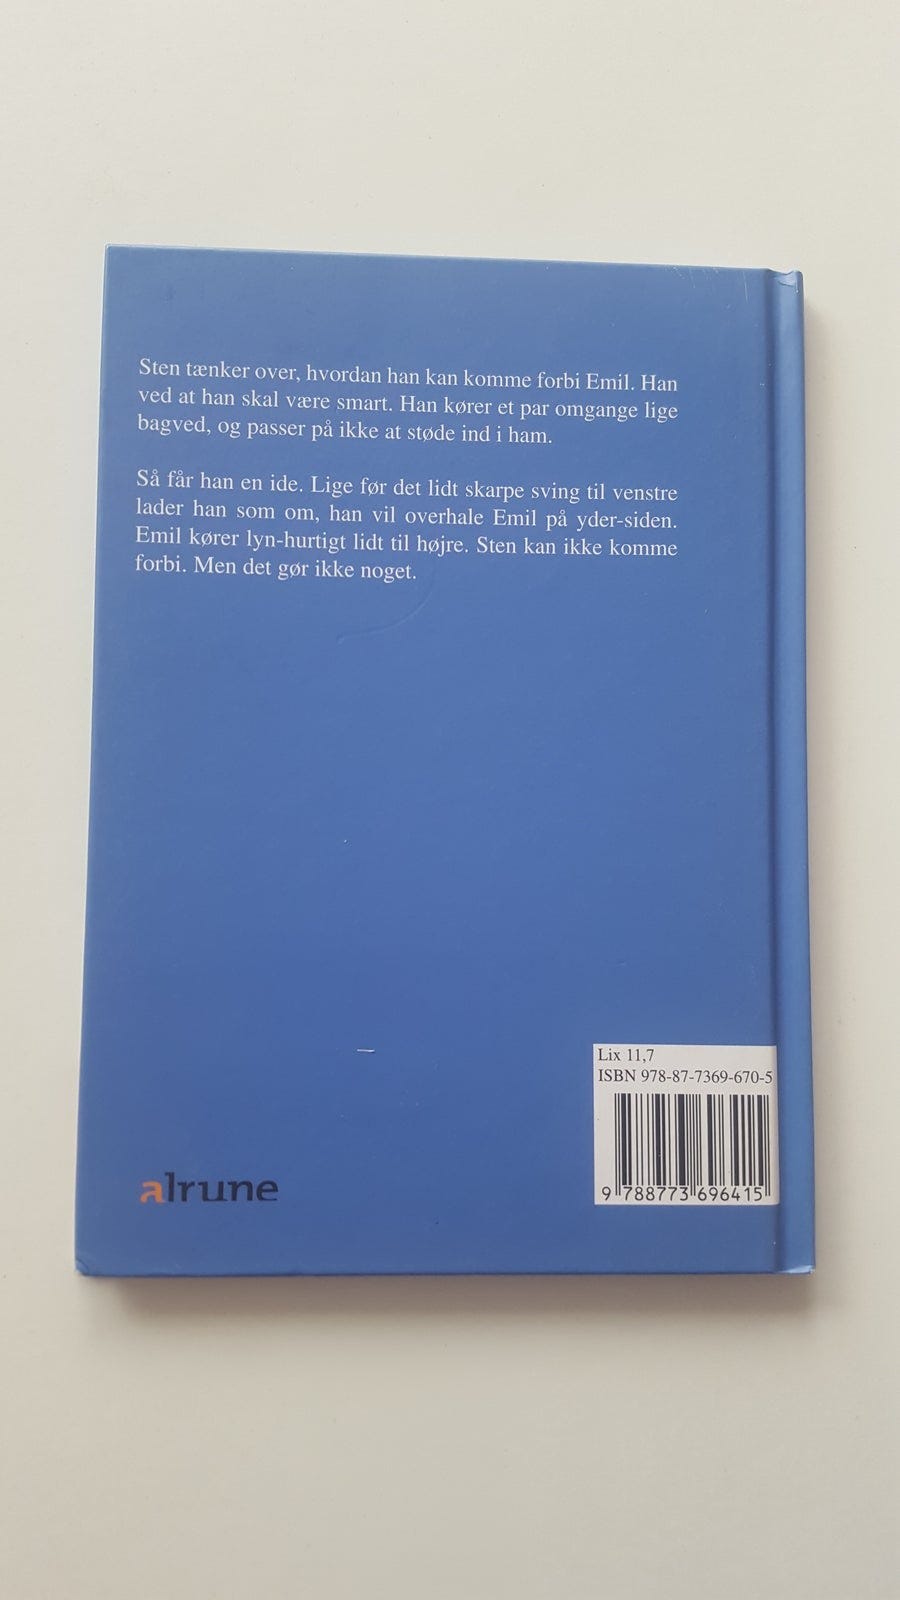 Sten tænker over, hvordan han kan komme forbi Emil. Han
ved at han skal være smart. Han kører et par omgange lige
bagved, og passer på ikke at støde ind i ham.
Så får han en ide. Lige før det lidt skarpe sving til venstre
lader han som om, han vil overhale Emil på yder-siden.
Emil kører lyn-hurtigt lidt til højre. Sten kan ikke komme
forbi. Men det gør ikke noget.
Lix 11,7
ISBN 978-87-7369-670-5
9 788773 696415
alrune